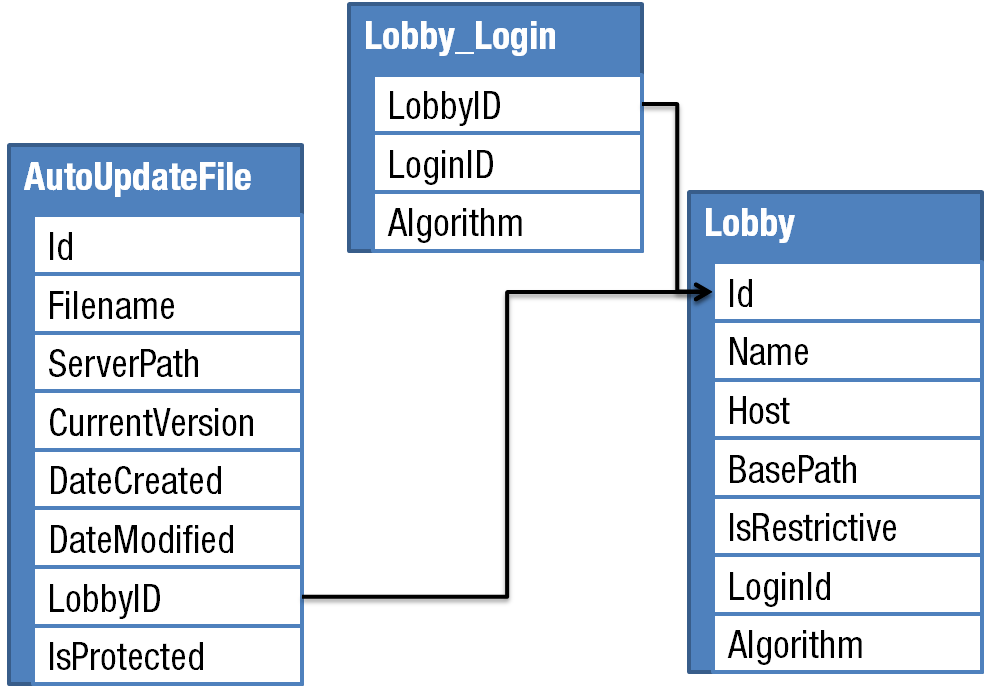 Lobby_Login
LobbyID
LoginID
Algorithm
AutoUpdateFile
Id
Filename
ServerPath
CurrentVersion
DateCreated
DateModified
LobbyID
IsProtected
Lobby
Id
Name
Host
BasePath
IsRestrictive
LoginId
Algorithm